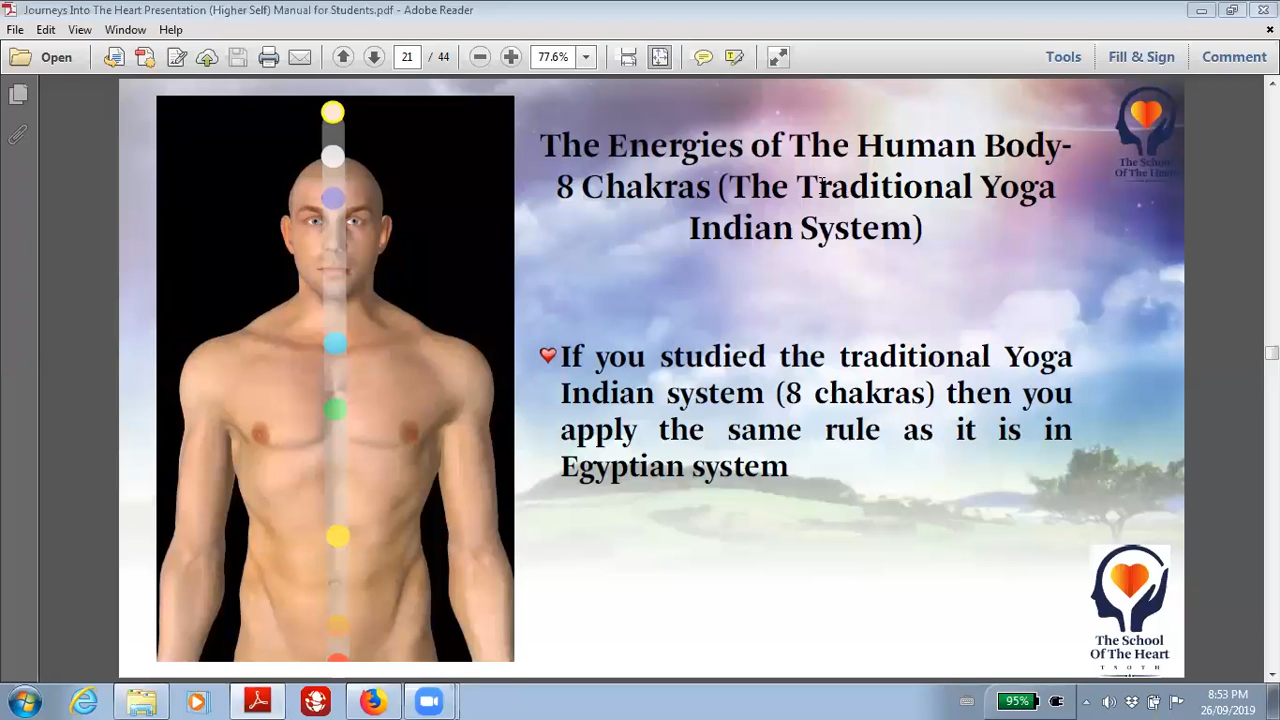 Journeys Into The Heart Presentation (Higher Self) Manual for Students.pdf - Adobe Reader
File Edit View Window Help
Open 21 / 44 77.6% Tools Fill & Sign Comment
The Energies of The Human Body-
8 Chakras (The Traditional Yoga
Indian System)
The School
Of The Heart
If you studied the traditional Yoga
Indian system (8 chakras) then you
apply the same rule as it is in
Egyptian system
The School
Of The Heart
T S O T H
95%
8:53 PM
26/09/2019